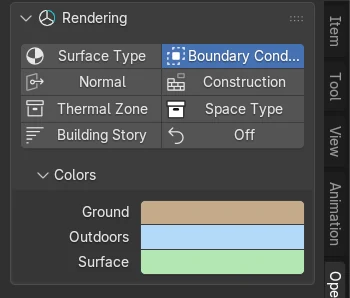 Rendering
Surface Type
Boundary Cond...
Normal
Construction
Thermal Zone
Space Type
Building Story
Off
Colors
Ground
Outdoors
Surface
Item
Tool
View
Animation
Ope